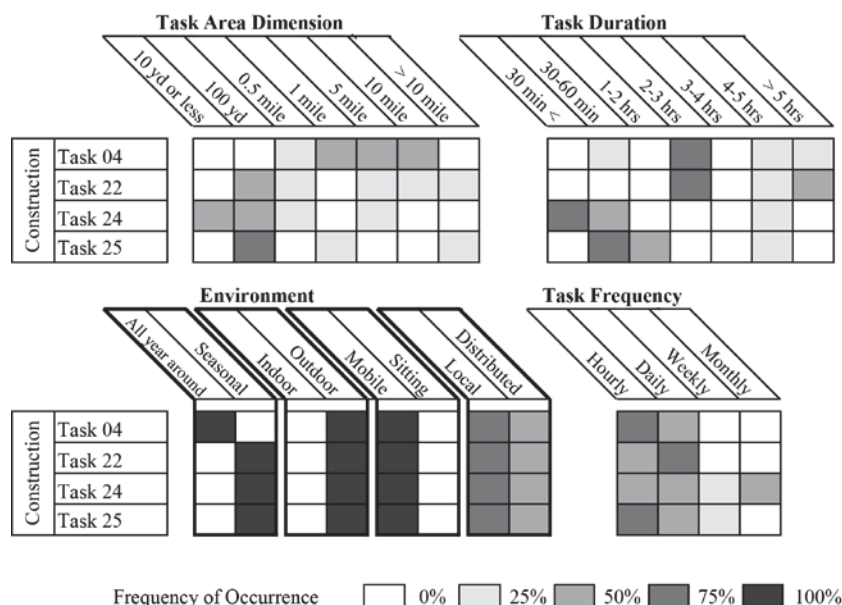 Task Area Dimension
10 yd or less
100 yd
0.5 mile
1 mile
5 mile
10 mile
> 10 mile
Construction
Task 04
Task 22
Task 24
Task 25
Task Duration
30 min <
30-60 min
1-2 hrs
2-3 hrs
3-4 hrs
4-5 hrs
> 5 hrs
Environment
All year around
Seasonal
Indoor
Outdoor
Mobile
Sitting
Local
Distributed
Construction
Task 04
Task 22
Task 24
Task 25
Task Frequency
Hourly
Daily
Weekly
Monthly
Frequency of Occurrence 0% 25% 50% 75% 100%